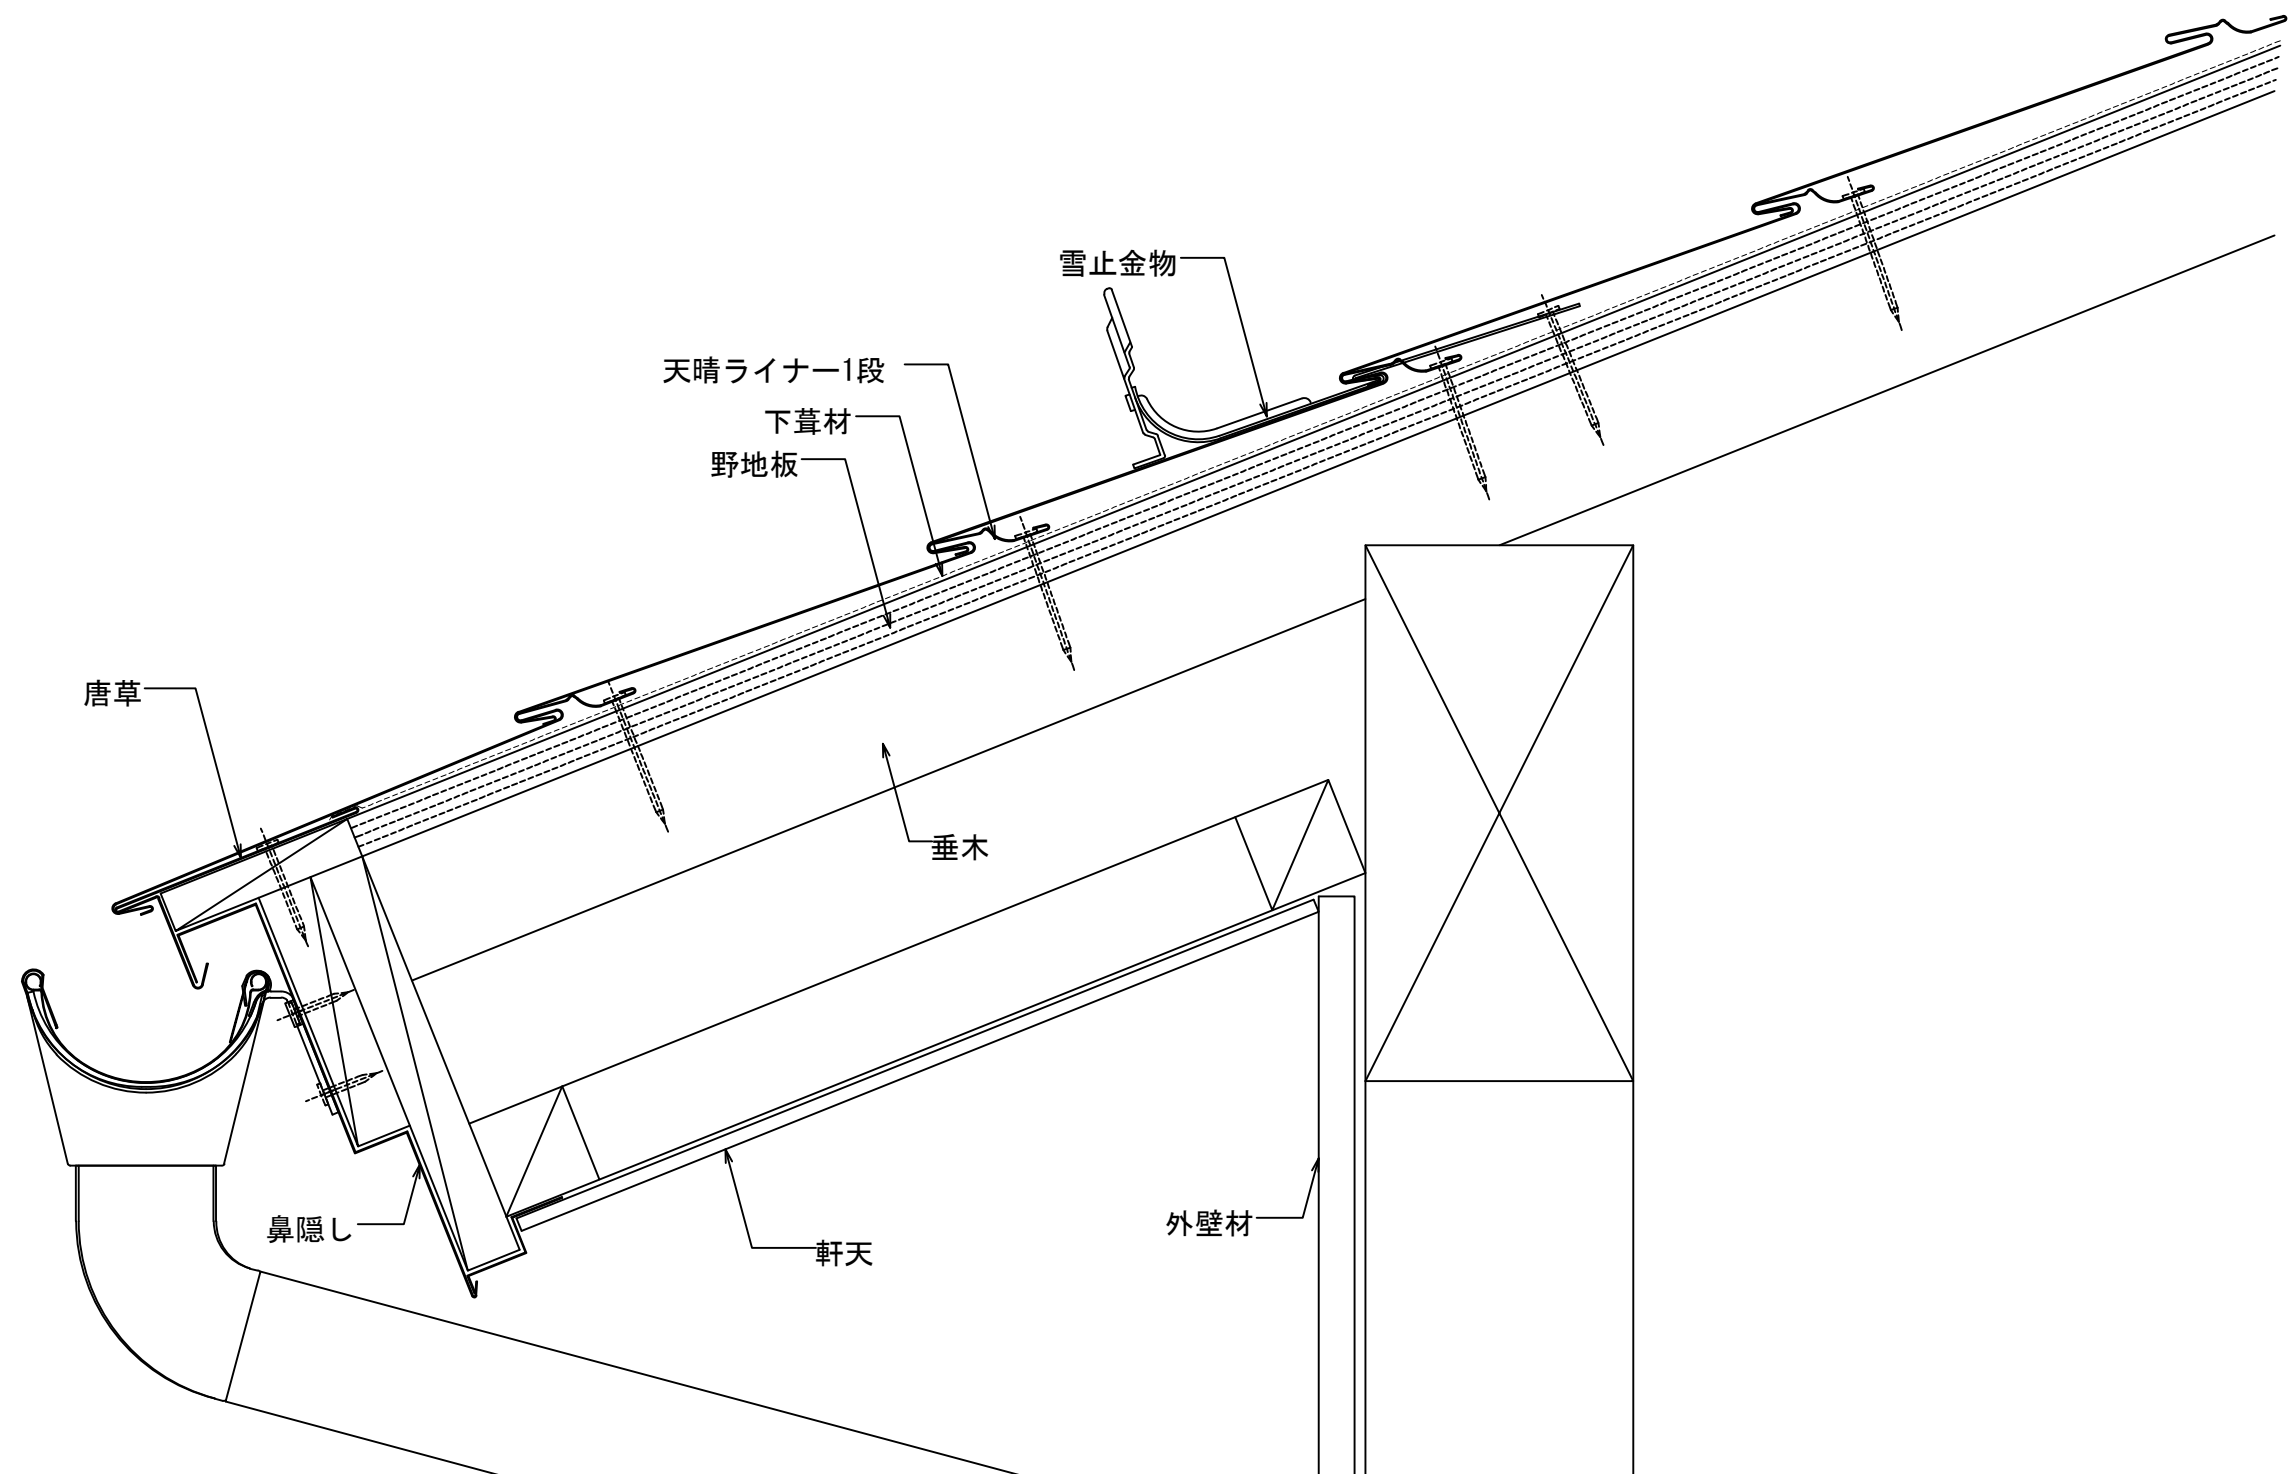 雪止金物
天晴ライナー1段
下葺材
野地板
唐草
垂木
鼻隠し
軒天
外壁材